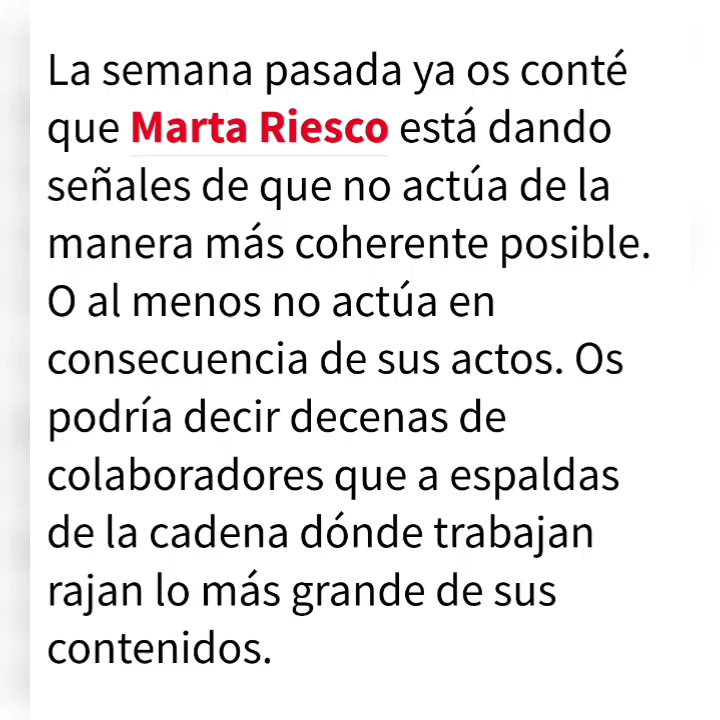 La semana pasada ya os conté
que Marta Riesco está dando
señales de que no actúa de la
manera más coherente posible.
O al menos no actúa en
consecuencia de sus actos. Os
podría decir decenas de
colaboradores que a espaldas
de la cadena dónde trabajan
rajan lo más grande de sus
contenidos.